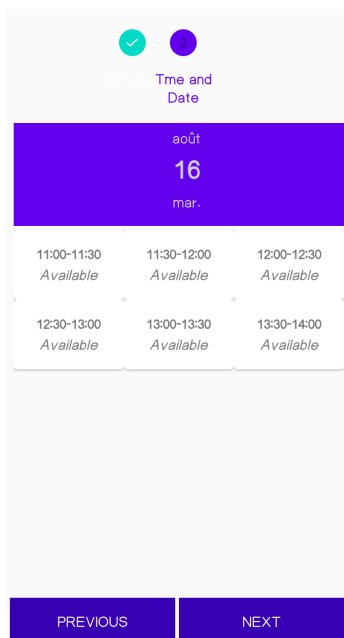 2
Tme and
Date
août
16
mar.
11:00-11:30 11:30-12:00 12:00-12:30
Available Available Available
12:30-13:00 13:00-13:30 13:30-14:00
Available Available Available
PREVIOUS NEXT